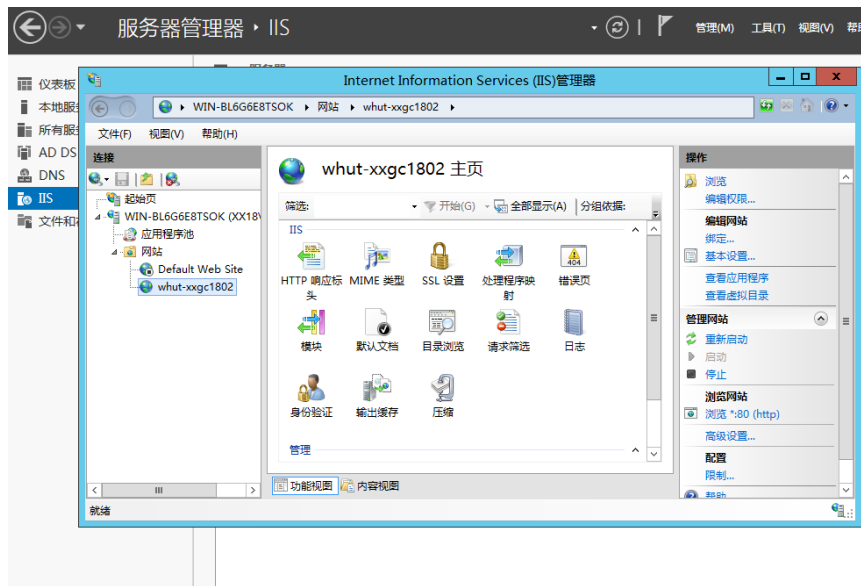 服务器管理器 · IIS
管理(M) 工具(T) 视图(V)
仪表板
本地服
所有服
AD DS
DNS
IIS
文件和
Internet Information Services (IIS)管理器
WIN-BL6G6E8TSOK 网站 whut-xxgc1802
文件(F) 视图(V) 帮助(H)
连接
起始页
WIN-BL6G6E8TSOK (XX18
应用程序池
网站
Default Web Site
whut-xxgc1802
whut-xxgc1802 主页
筛选: 开始(G) 全部显示(A) 分组依据:
IIS
HTTP 响应标头 MIME 类型 SSL 设置 处理程序映射 错误页
404
模块 默认文档 目录浏览 请求筛选 日志
身份验证 输出缓存 压缩
管理
功能视图 内容视图
操作
浏览
编辑权限...
编辑网站
绑定...
基本设置...
查看应用程序
查看虚拟目录
管理网站
重新启动
启动
停止
浏览网站
浏览 *:80 (http)
高级设置...
配置
限制...
帮助
就绪